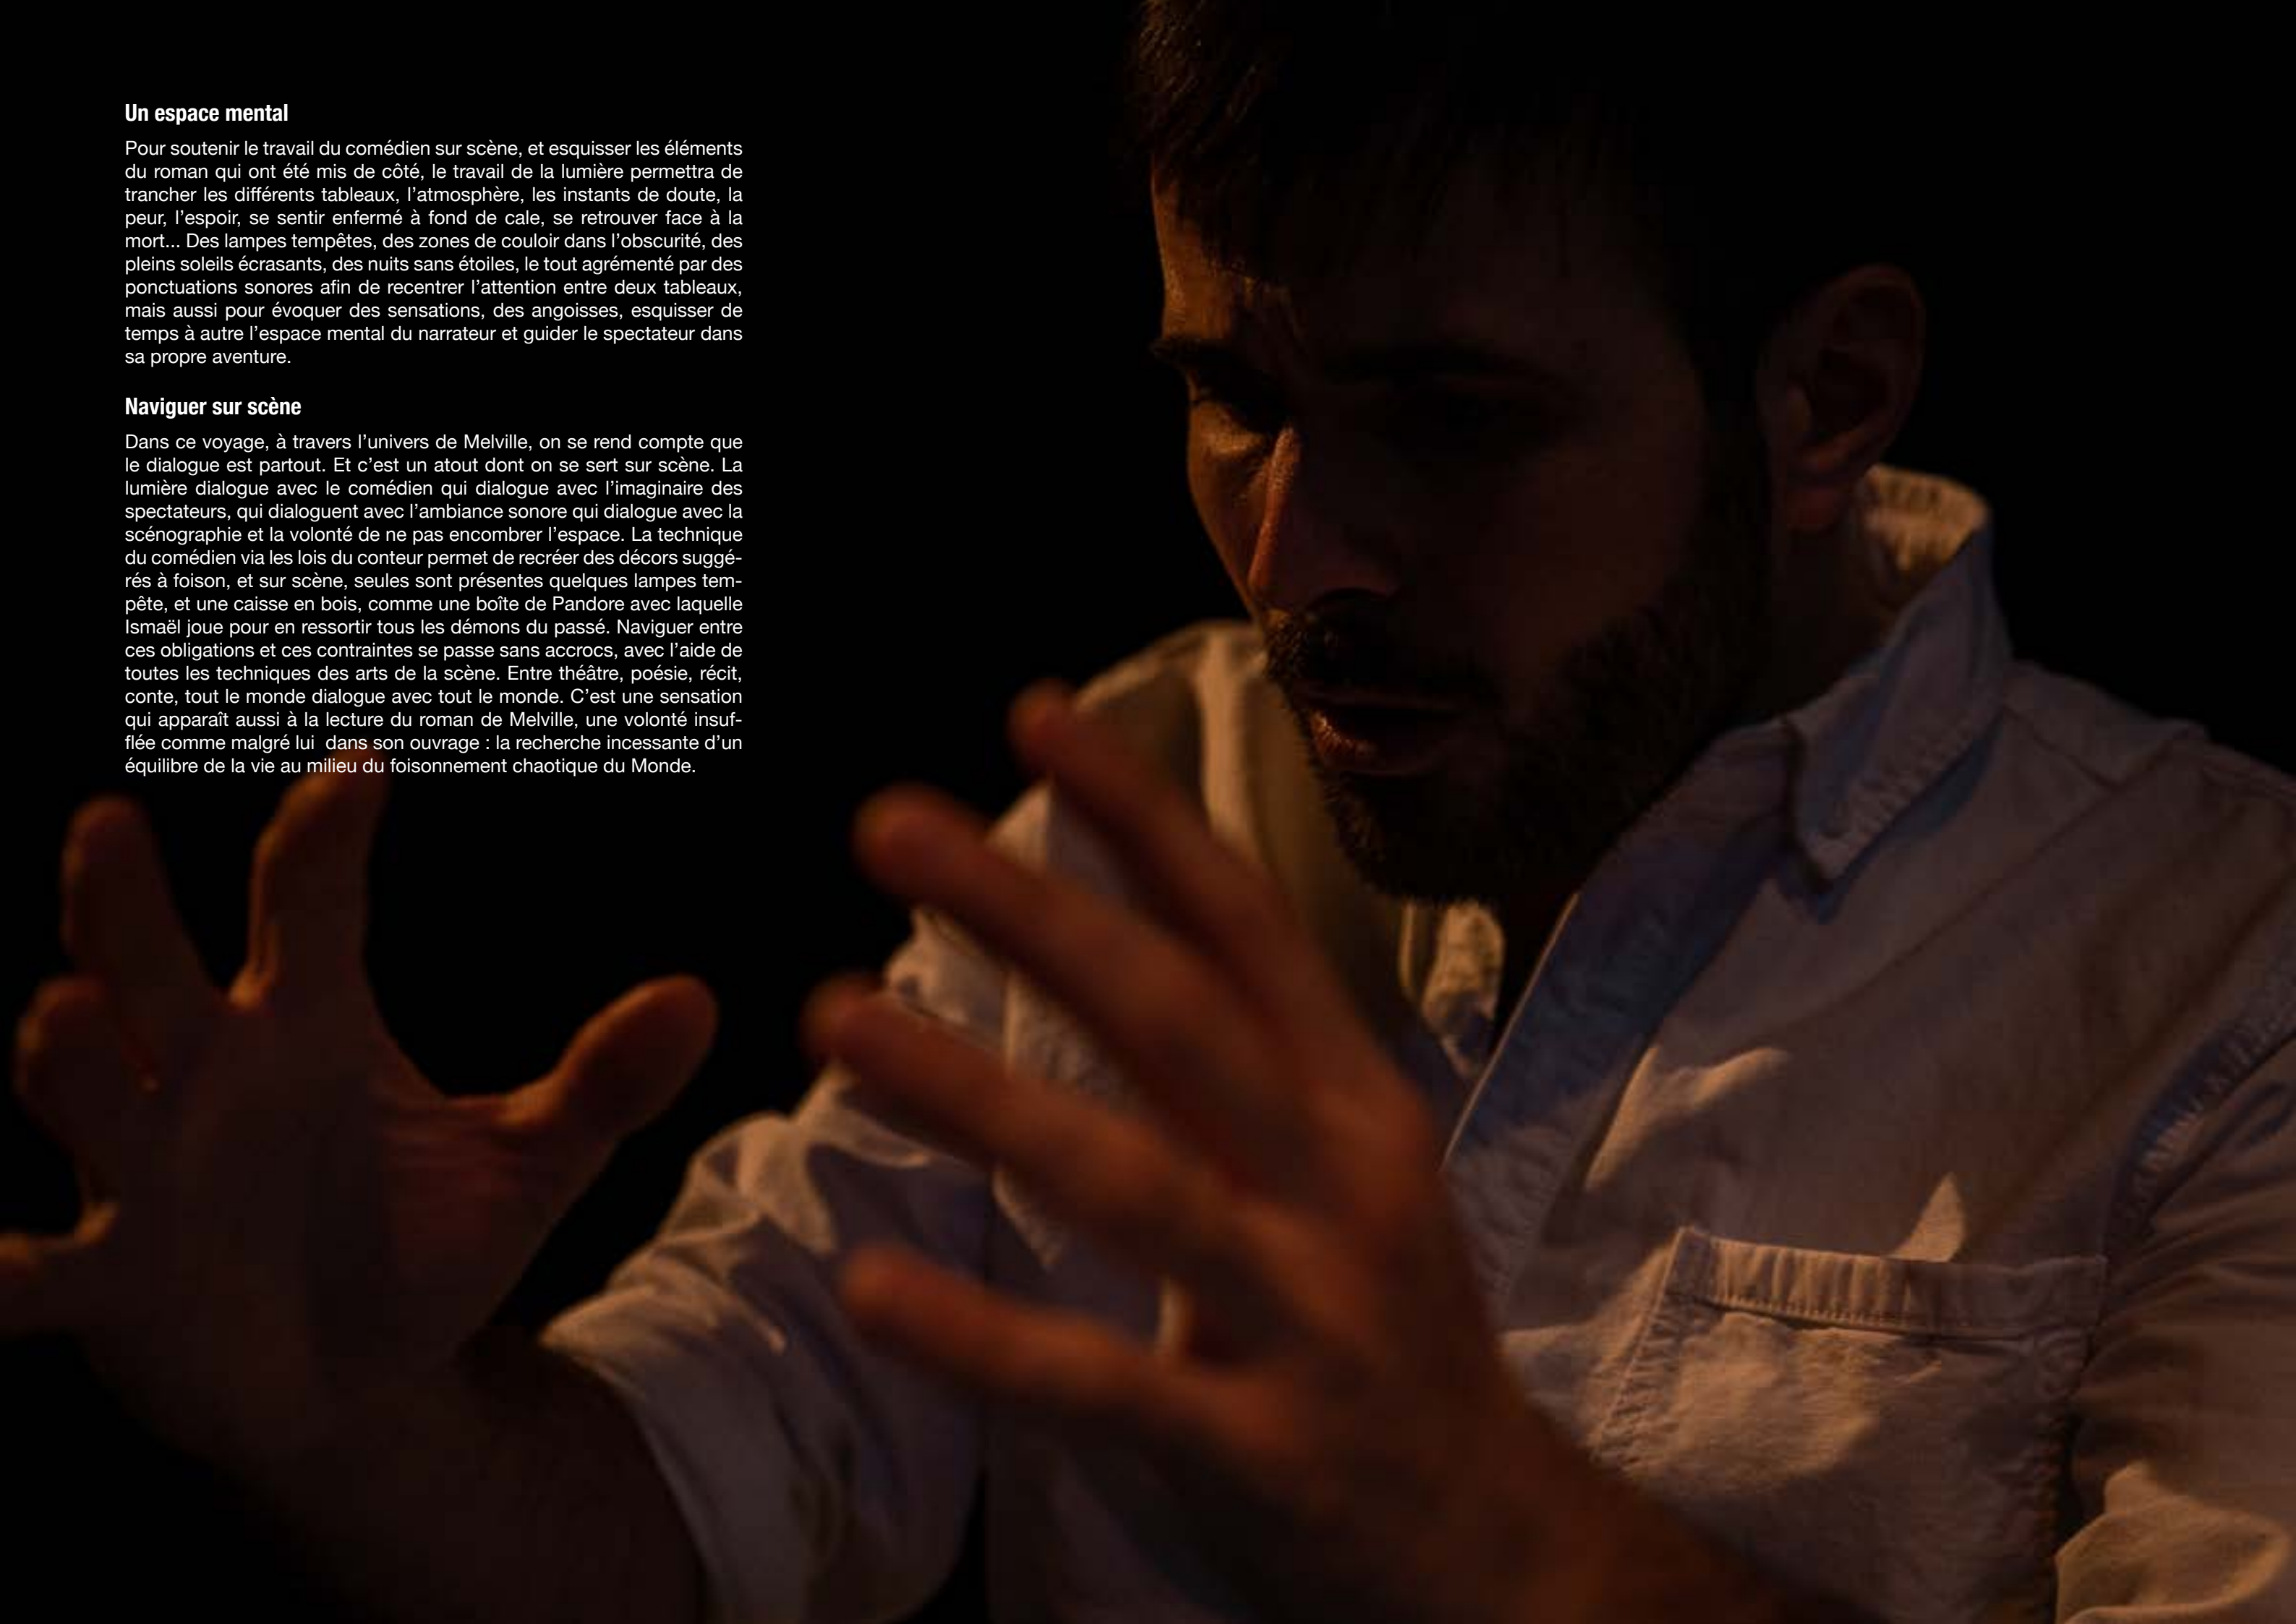 Un espace mental
Pour soutenir le travail du comédien sur scène, et esquisser les éléments
du roman qui ont été mis de côté, le travail de la lumière permettra de
trancher les différents tableaux, l’atmosphère, les instants de doute, la
peur, l’espoir, se sentir enfermé à fond de cale, se retrouver face à la
mort... Des lampes tempêtes, des zones de couloir dans l’obscurité, des
pleins soleils écrasants, des nuits sans étoiles, le tout agrémenté par des
ponctuations sonores afin de recentrer l’attention entre deux tableaux,
mais aussi pour évoquer des sensations, des angoisses, esquisser de
temps à autre l’espace mental du narrateur et guider le spectateur dans
sa propre aventure.
Naviguer sur scène
Dans ce voyage, à travers l’univers de Melville, on se rend compte que
le dialogue est partout. Et c’est un atout dont on se sert sur scène. La
lumière dialogue avec le comédien qui dialogue avec l’imaginaire des
spectateurs, qui dialoguent avec l’ambiance sonore qui dialogue avec la
scénographie et la volonté de ne pas encombrer l’espace. La technique
du comédien via les lois du conteur permet de recréer des décors suggé-
rés à foison, et sur scène, seules sont présentes quelques lampes tem-
pête, et une caisse en bois, comme une boîte de Pandore avec laquelle
Ismaël joue pour en ressortir tous les démons du passé. Naviguer entre
ces obligations et ces contraintes se passe sans accrocs, avec l’aide de
toutes les techniques des arts de la scène. Entre théâtre, poésie, récit,
conte, tout le monde dialogue avec tout le monde. C’est une sensation
qui apparaît aussi à la lecture du roman de Melville, une volonté insuf-
flée comme malgré lui  dans son ouvrage : la recherche incessante d’un
équilibre de la vie au milieu du foisonnement chaotique du Monde.